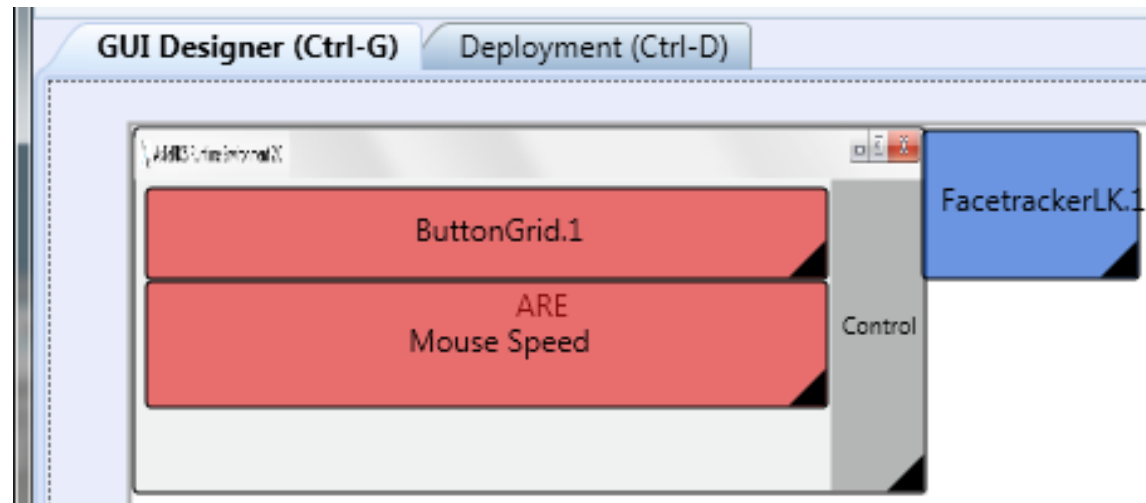 GUI Designer (Ctrl-G) Deployment (Ctrl-D)
ButtonGrid.1
FacetrackerLK.1
ARE
Mouse Speed
Control